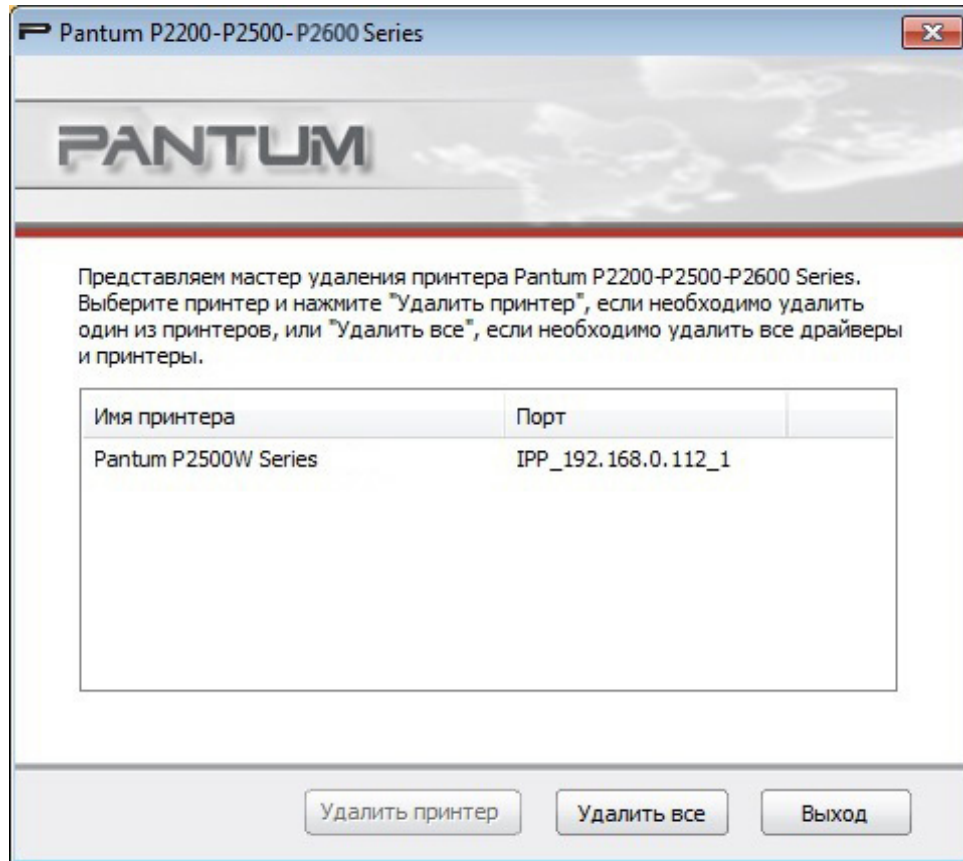 Pantum P2200-P2500-P2600 Series
PANTUM
Представляем мастер удаления принтера Pantum P2200-P2500-P2600 Series.
Выберите принтер и нажмите "Удалить принтер", если необходимо удалить
один из принтеров, или "Удалить все", если необходимо удалить все драйверы
и принтеры.
Имя принтера Порт
Pantum P2500W Series IPP_192.168.0.112_1
Удалить принтер Удалить все Выход